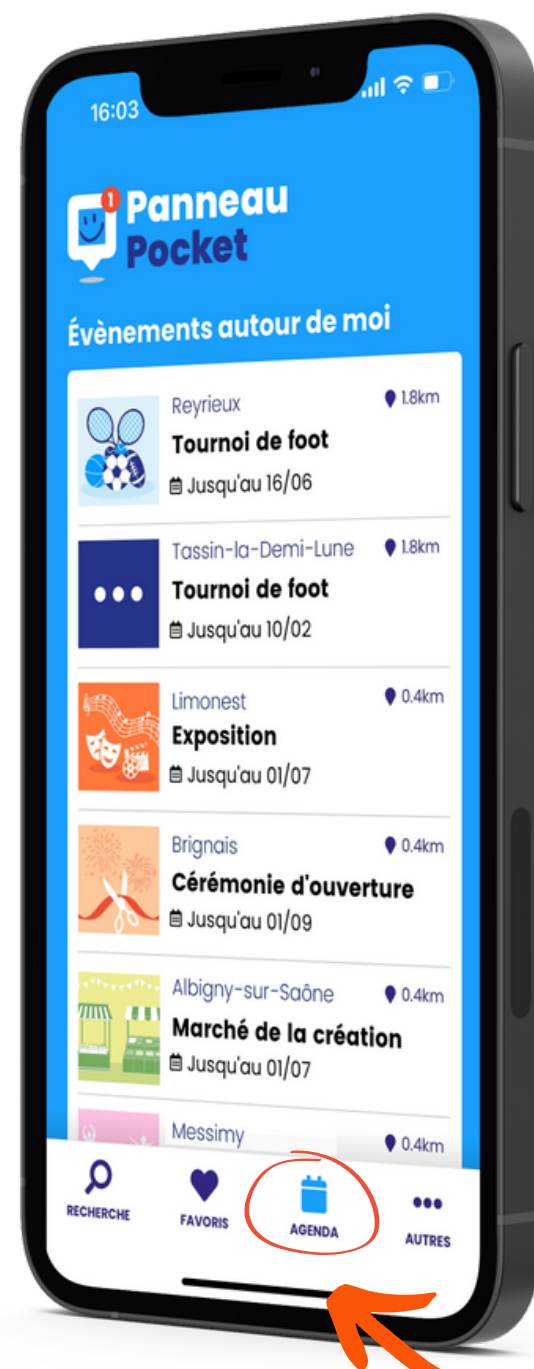 16:03
1
Panneau
Pocket
Évènements autour de moi
Reyrieux 1.8km
Tournoi de foot
Jusqu'au 16/06
Tassin-la-Demi-Lune 1.8km
Tournoi de foot
Jusqu'au 10/02
Limonest 0.4km
Exposition
Jusqu'au 01/07
Brignais 0.4km
Cérémonie d'ouverture
Jusqu'au 01/09
Albigny-sur-Saône 0.4km
Marché de la création
Jusqu'au 01/07
Messimy 0.4km
RECHERCHE FAVORIS AGENDA AUTRES